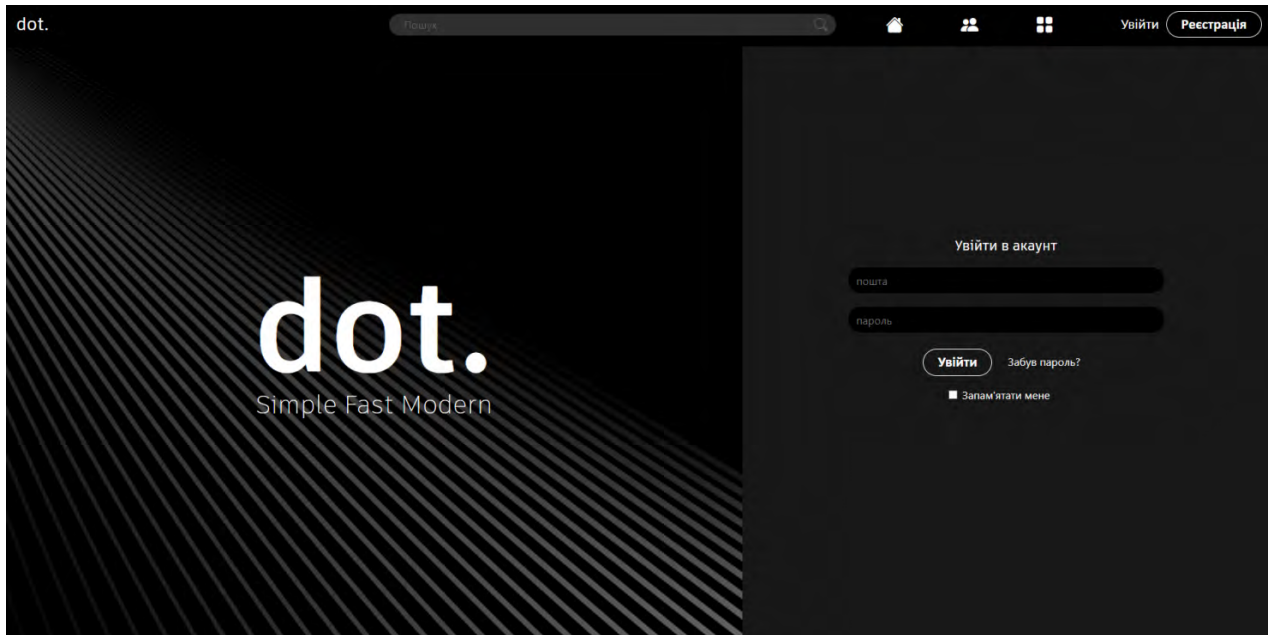 dot.
Пошук
Увійти
Реєстрація
dot.
Simple Fast Modern
Увійти в акаунт
пошта
пароль
Увійти
Забув пароль?
Запам'ятати мене